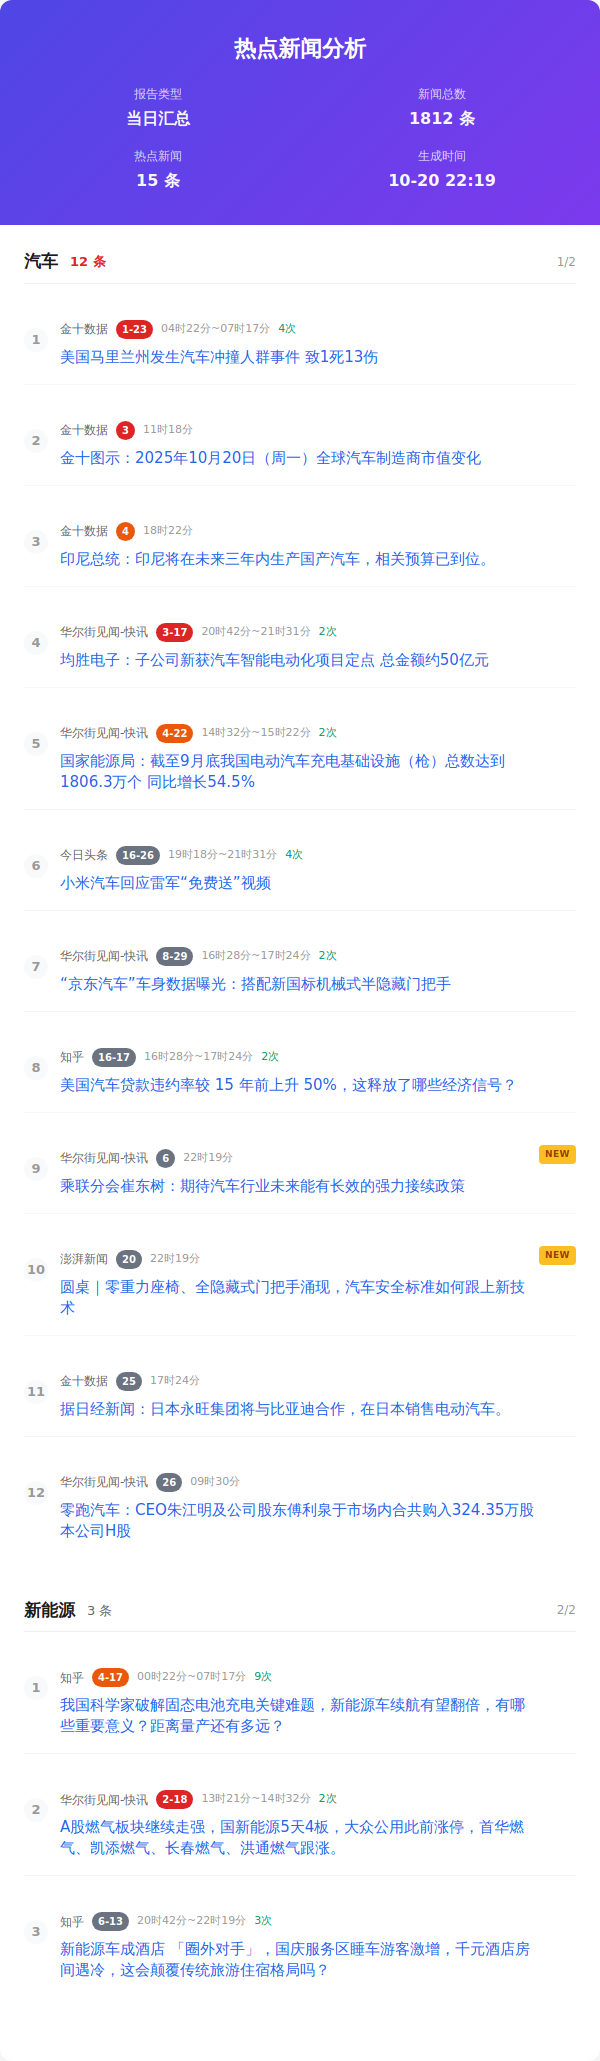 热点新闻分析
报告类型
当日汇总
新闻总数
1812 条
热点新闻
15 条
生成时间
10-20 22:19
汽车 12 条 1/2
1
金十数据 1-23 04时22分~07时17分 4次
美国马里兰州发生汽车冲撞人群事件 致1死13伤
2
金十数据 3 11时18分
金十图示：2025年10月20日（周一）全球汽车制造商市值变化
3
金十数据 4 18时22分
印尼总统：印尼将在未来三年内生产国产汽车，相关预算已到位。
4
华尔街见闻-快讯 3-17 20时42分~21时31分 2次
均胜电子：子公司新获汽车智能电动化项目定点 总金额约50亿元
5
华尔街见闻-快讯 4-22 14时32分~15时22分 2次
国家能源局：截至9月底我国电动汽车充电基础设施（枪）总数达到
1806.3万个 同比增长54.5%
6
今日头条 16-26 19时18分~21时31分 4次
小米汽车回应雷军“免费送”视频
7
华尔街见闻-快讯 8-29 16时28分~17时24分 2次
“京东汽车”车身数据曝光：搭配新国标机械式半隐藏门把手
8
知乎 16-17 16时28分~17时24分 2次
美国汽车贷款违约率较 15 年前上升 50%，这释放了哪些经济信号？
9
华尔街见闻-快讯 6 22时19分 NEW
乘联分会崔东树：期待汽车行业未来能有长效的强力接续政策
10
澎湃新闻 20 22时19分 NEW
圆桌｜零重力座椅、全隐藏式门把手涌现，汽车安全标准如何跟上新技
术
11
金十数据 25 17时24分
据日经新闻：日本永旺集团将与比亚迪合作，在日本销售电动汽车。
12
华尔街见闻-快讯 26 09时30分
零跑汽车：CEO朱江明及公司股东傅利泉于市场内合共购入324.35万股
本公司H股
新能源 3 条 2/2
1
知乎 4-17 00时22分~07时17分 9次
我国科学家破解固态电池充电关键难题，新能源车续航有望翻倍，有哪
些重要意义？距离量产还有多远？
2
华尔街见闻-快讯 2-18 13时21分~14时32分 2次
A股燃气板块继续走强，国新能源5天4板，大众公用此前涨停，首华燃
气、凯添燃气、长春燃气、洪通燃气跟涨。
3
知乎 6-13 20时42分~22时19分 3次
新能源车成酒店 「圈外对手」，国庆服务区睡车游客激增，千元酒店房
间遇冷，这会颠覆传统旅游住宿格局吗？